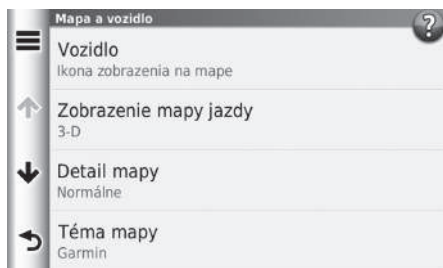 Mapa a vozidlo
?
Vozidlo
Ikona zobrazenia na mape
Zobrazenie mapy jazdy
3-D
Detail mapy
Normálne
Téma mapy
Garmin